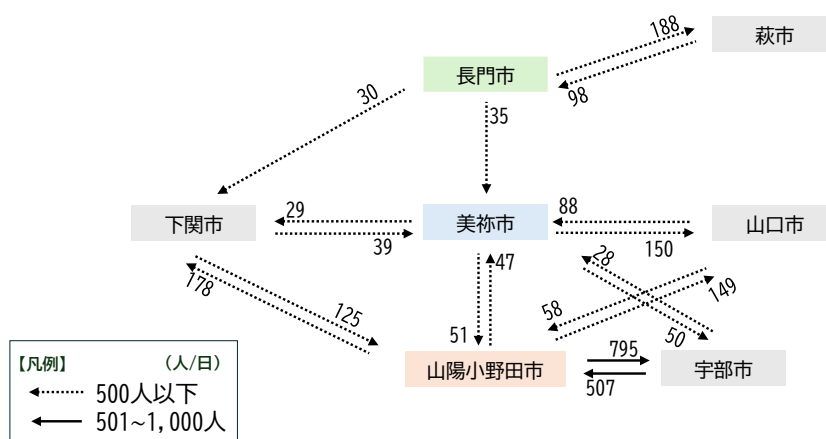 188
萩市
長門市
98
30
35
29
88
下関市
美祢市
山口市
39
150
47
28
178
125
58
149
51
50
795
山陽小野田市
宇部市
507
【凡例】 （人/日）
500人以下
501~1,000人